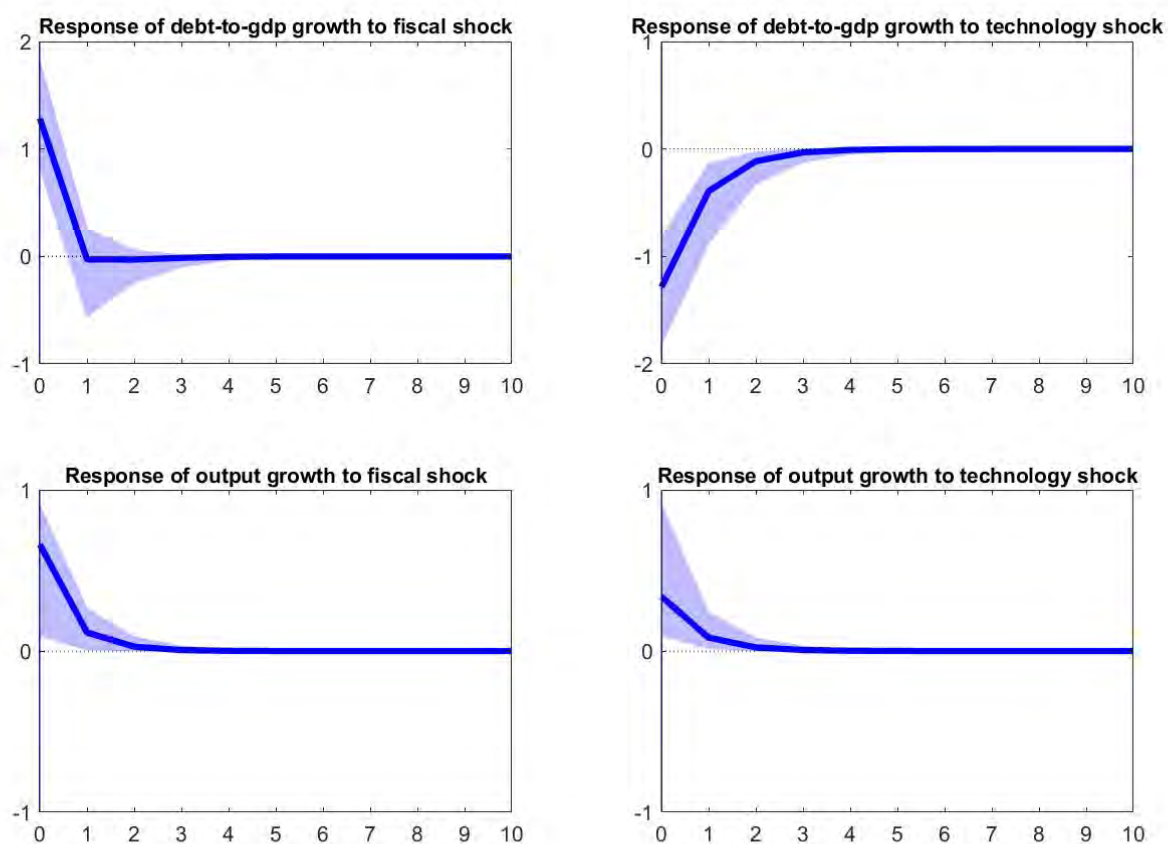 Response of debt-to-gdp growth to fiscal shock
2
1
0
-1
0 1 2 3 4 5 6 7 8 9 10
Response of debt-to-gdp growth to technology shock
1
0
-1
-2
0 1 2 3 4 5 6 7 8 9 10
Response of output growth to fiscal shock
1
0
-1
0 1 2 3 4 5 6 7 8 9 10
Response of output growth to technology shock
1
0
-1
0 1 2 3 4 5 6 7 8 9 10